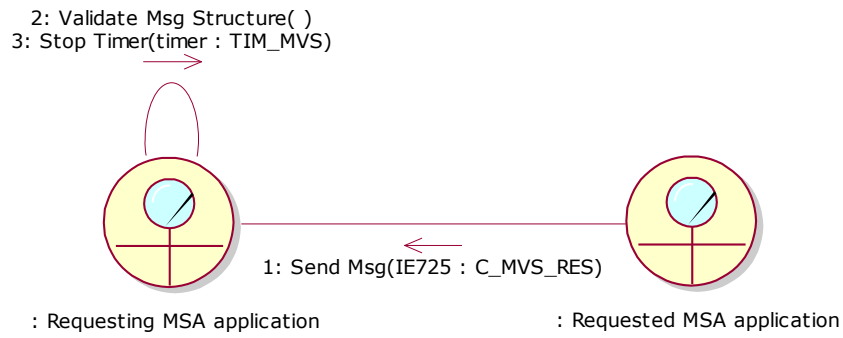 2: Validate Msg Structure( )
3: Stop Timer(timer : TIM_MVS)
1: Send Msg(IE725 : C_MVS_RES)
: Requesting MSA application
: Requested MSA application